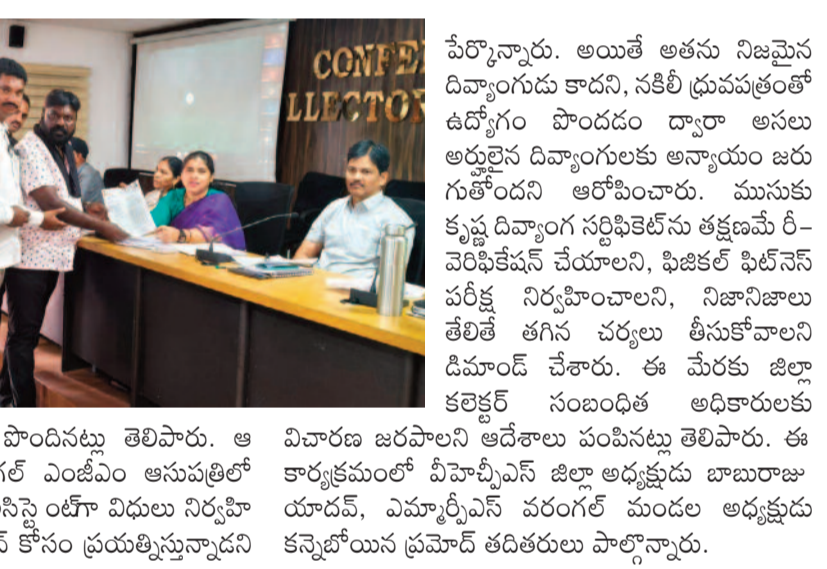 CONFE
LLECTO
పొందినట్లు తెలిపారు. ఆ
గల్ ఎంజీఎం ఆసుపత్రిలో
సిస్టె ంట్‌గా విధులు నిర్వహి
కోసం ప్రయత్నిస్తున్నాడని
పేర్కొన్నారు. అయితే అతను నిజమైన
దివ్యాంగుడు కాదని, నకిలీ ధ్రువపత్రంతో
ఉద్యోగం పొందడం ద్వారా అసలు
అర్హులైన దివ్యాంగులకు అన్యాయం జరు
గుతోందని ఆరోపించారు. ముసుకు
కృష్ణ దివ్యాంగ సర్టిఫికెట్‌ను తక్షణమే రీ-
వెరిఫికేషన్ చేయాలని, ఫిజికల్ ఫిట్‌నెస్
పరీక్ష నిర్వహించాలని, నిజానిజాలు
తేలితే తగిన చర్యలు తీసుకోవాలని
డిమాండ్ చేశారు. ఈ మేరకు జిల్లా
కలెక్టర్ సంబంధిత అధికారులకు
విచారణ జరపాలని ఆదేశాలు పంపినట్లు తెలిపారు. ఈ
కార్యక్రమంలో వీహెచ్పీఎస్ జిల్లా అధ్యక్షుడు బాబురాజు
యాదవ్, ఎమ్మార్పీఎస్ వరంగల్ మండల అధ్యక్షుడు
కన్నెబోయిన ప్రమోద్ తదితరులు పాల్గొన్నారు.